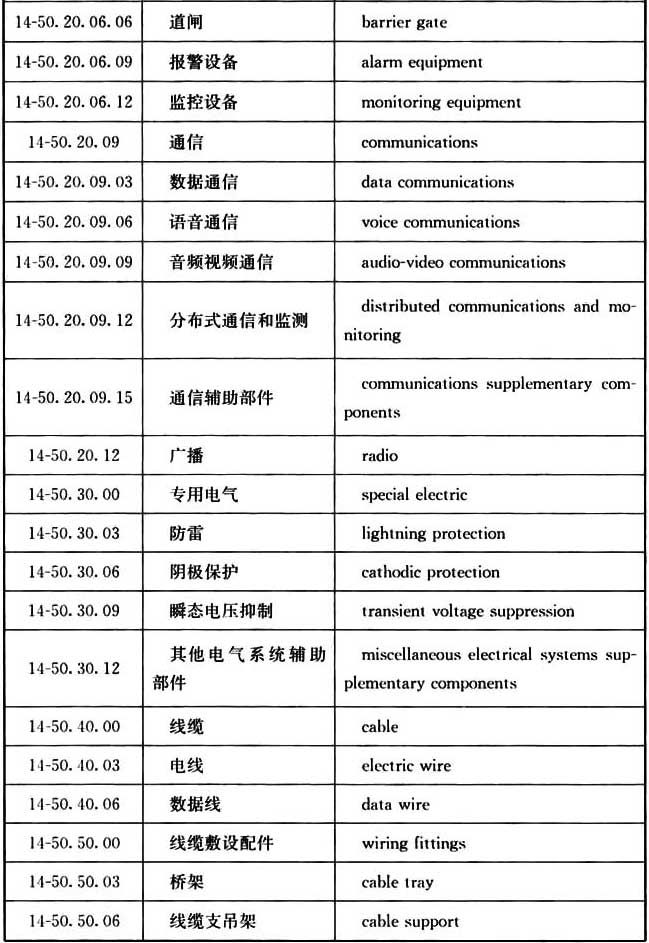 14-50. 20. 06. 06 道闸 barrier gate
14-50. 20. 06. 09 报警设备 alarm equipment
14-50. 20. 06. 12 监控设备 monitoring equipment
14-50. 20. 09 通信 communications
14-50. 20. 09. 03 数据通信 data communications
14-50. 20. 09. 06 语音通信 voice communications
14-50. 20. 09. 09 音频视频通信 audio-video communications
14-50. 20. 09. 12 分布式通信和监测 distributed communications and mo-
nitoring
14-50. 20. 09. 15 通信辅助部件 communications supplementary com-
ponents
14-50. 20. 12 广播 radio
14-50. 30. 00 专用电气 special electric
14-50. 30. 03 防雷 lightning protection
14-50. 30. 06 阴极保护 cathodic protection
14-50. 30. 09 瞬态电压抑制 transient voltage suppression
14-50. 30. 12 其他电气系统辅助
部件 miscellaneous electrical systems sup-
plementary components
14-50. 40. 00 线缆 cable
14-50. 40. 03 电线 electric wire
14-50. 40. 06 数据线 data wire
14-50. 50. 00 线缆敷设配件 wiring fittings
14-50. 50. 03 桥架 cable tray
14-50. 50. 06 线缆支吊架 cable support